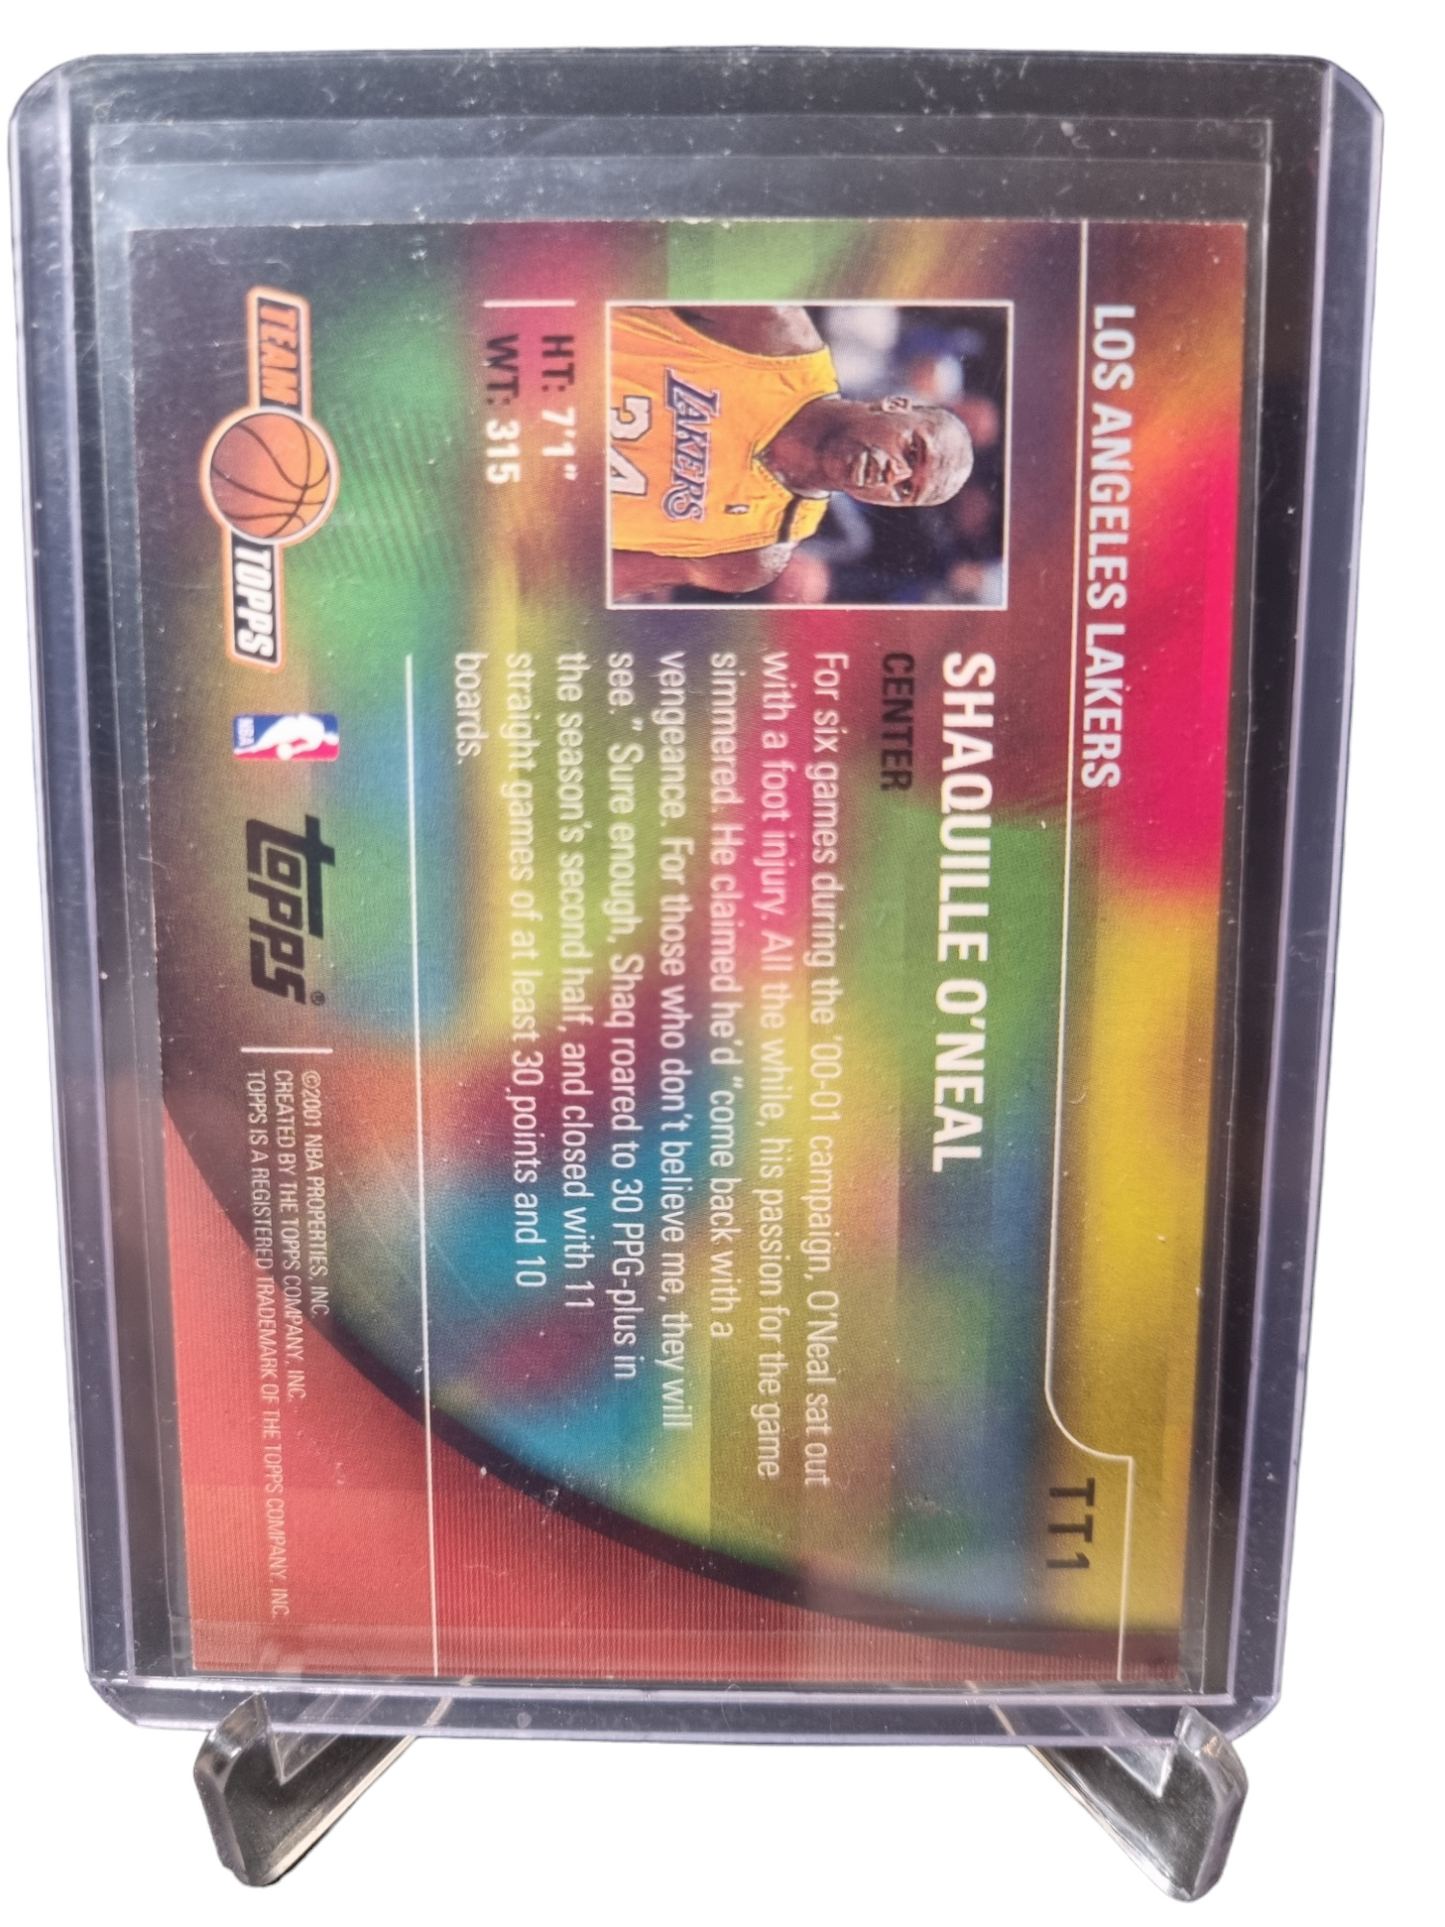 LOS ANGELES LAKERS
TT1
SHAQUILLE O'NEAL
CENTER
LAKERS
34
HT: 7'1"
WT: 315
For six games during the '00-01 campaign, O'Neal sat out
with a foot injury. All the while, his passion for the game
simmered. He claimed he'd "come back with a
vengeance. For those who don't believe me, they will
see." Sure enough, Shaq roared to 30 PPG-plus in
the season's second half, and closed with 11
straight games of at least 30 points and 10
boards.
TEAM TOPPS
NBA
Topps®
©2001 NBA PROPERTIES, INC.
CREATED BY THE TOPPS COMPANY, INC.
TOPPS IS A REGISTERED TRADEMARK OF THE TOPPS COMPANY, INC.